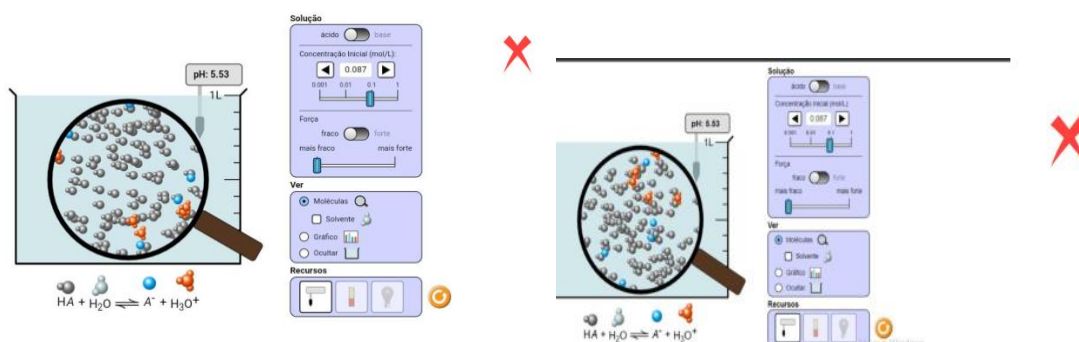 Solução
ácido base
Concentração Inicial (mol/L):
0.087
0.001 0.01 0.1 1
Força
fraco forte
mais fraco mais forte
Ver
Moléculas
Solvente
Gráfico
Ocultar
Recursos
pH: 5.53
1L
HA + H₂O ⇌ A⁻ + H₃O⁺
Solução
ácido base
Concentração Inicial (mol/L):
0.087
0.001 0.01 0.1 1
Força
fraco forte
mais fraco mais forte
Ver
Moléculas
Solvente
Gráfico
Ocultar
Recursos
pH: 5.53
1L
HA + H₂O ⇌ A⁻ + H₃O⁺